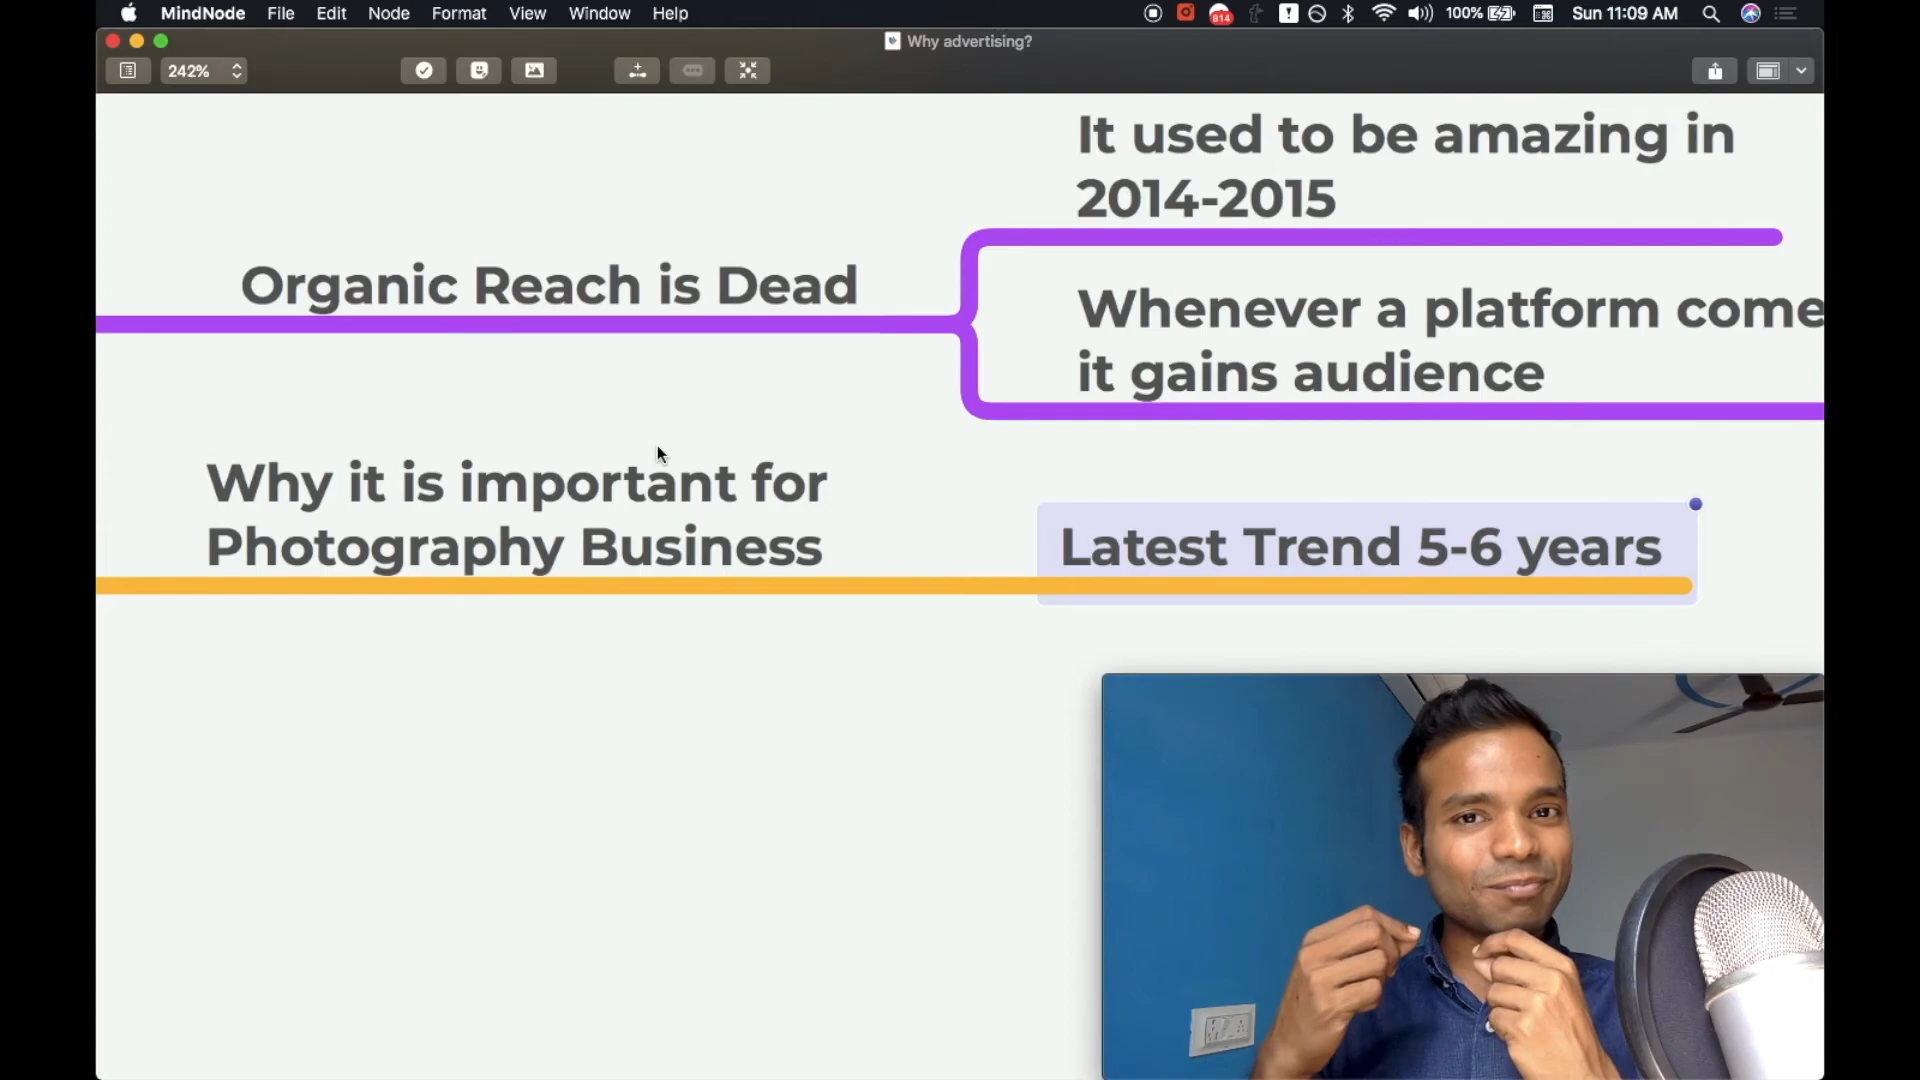 MindNode File Edit Node Format View Window Help 814 100% Sun 11:09 AM
Why advertising?
242%
It used to be amazing in
2014-2015
Organic Reach is Dead
Whenever a platform come
it gains audience
Why it is important for
Photography Business
Latest Trend 5-6 years